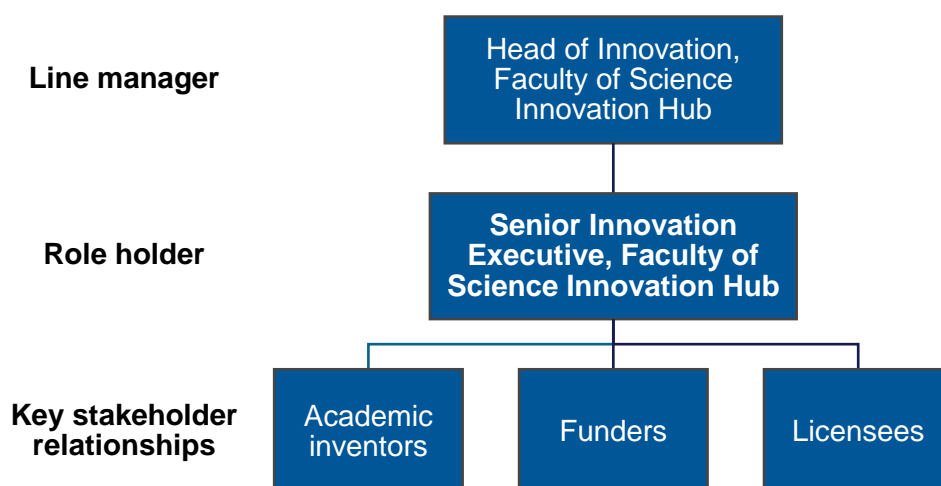 Line manager
Head of Innovation,
Faculty of Science
Innovation Hub
Role holder
Senior Innovation
Executive, Faculty of
Science Innovation Hub
Key stakeholder
relationships
Academic
inventors
Funders
Licensees